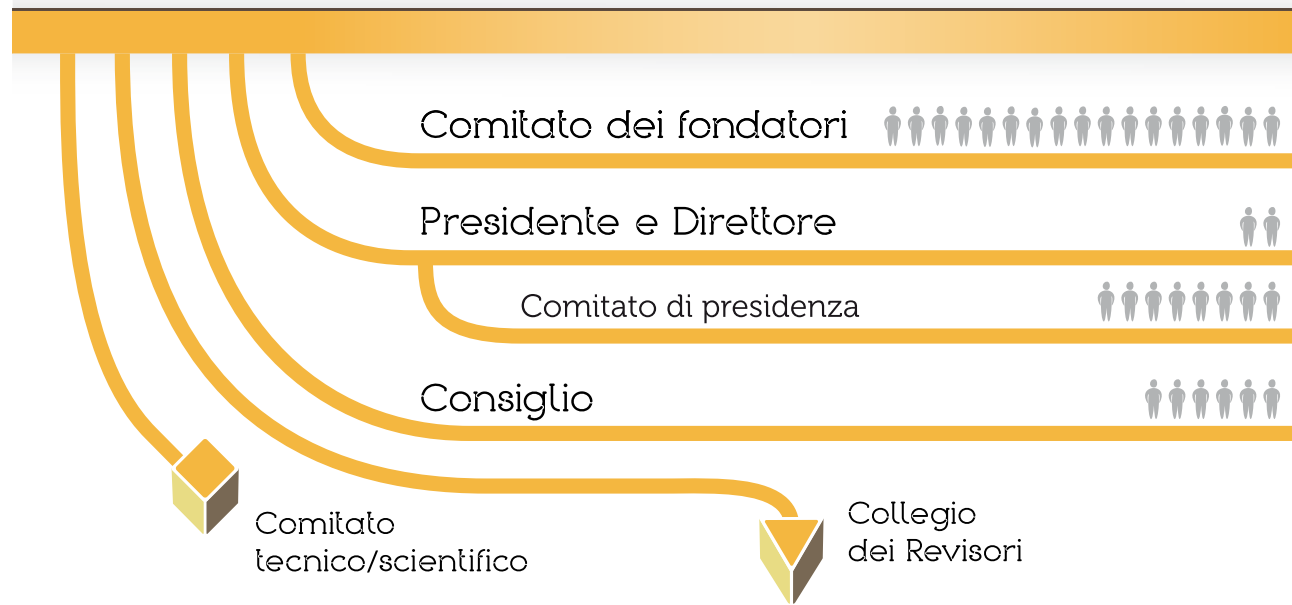 Comitato dei fondatori
Presidente e Direttore
Comitato di presidenza
Consiglio
Comitato
tecnico/scientifico
Collegio
dei Revisori